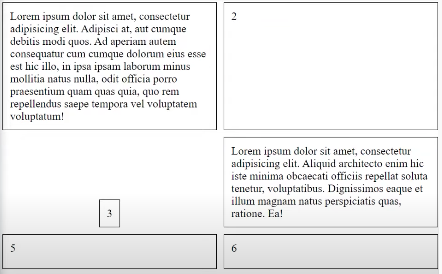 Lorem ipsum dolor sit amet, consectetur
adipisicing elit. Adipisci at, aut cumque
debitis modi quos. Ad aperiam autem
consequatur cum cumque dolorum eius esse
est hic illo, in ipsa ipsam laborum minus
mollitia natus nulla, odit officia porro
praesentium quam quas quia, quo rem
repellendus saepe tempora vel voluptatem
voluptatum!
2
3
Lorem ipsum dolor sit amet, consectetur
adipisicing elit. Aliquid architecto enim hic
iste minima obcaecati officiis repellat soluta
tenetur, voluptatibus. Dignissimos eaque et
illum magnam natus perspiciatis quas,
ratione. Ea!
5
6